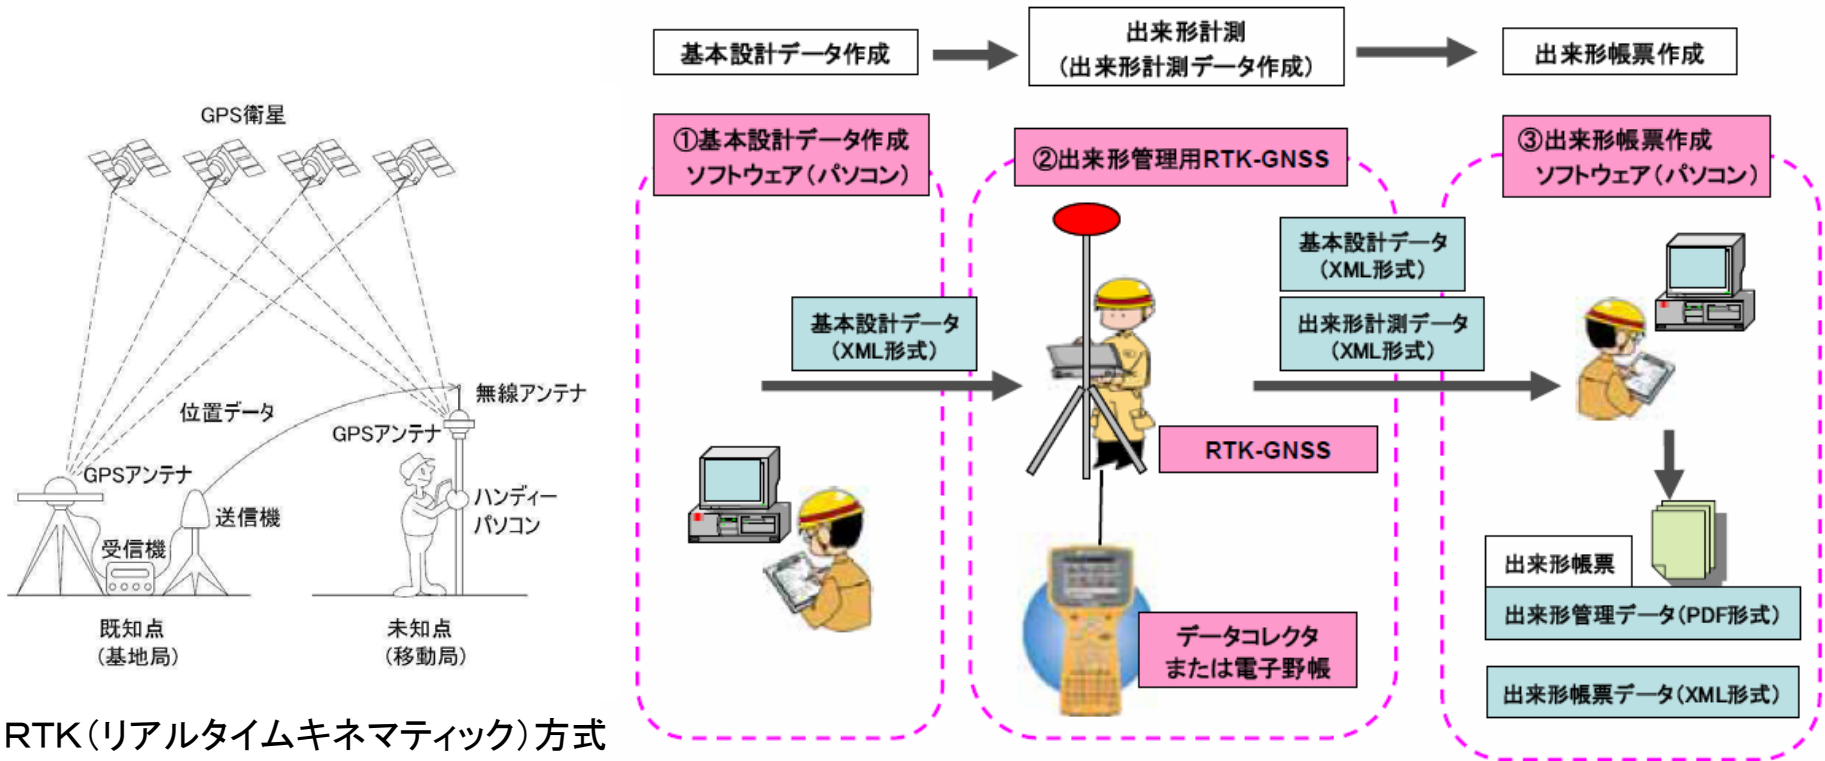 GPS衛星
位置データ
無線アンテナ
GPSアンテナ
GPSアンテナ
送信機
受信機
ハンディー
パソコン
既知点
(基地局)
未知点
(移動局)
RTK(リアルタイムキネマティック)方式
基本設計データ作成
出来形計測
(出来形計測データ作成)
出来形帳票作成
①基本設計データ作成
ソフトウェア(パソコン)
②出来形管理用RTK-GNSS
③出来形帳票作成
ソフトウェア(パソコン)
基本設計データ
(XML形式)
基本設計データ
(XML形式)
出来形計測データ
(XML形式)
RTK-GNSS
データコレクタ
または電子野帳
出来形帳票
出来形管理データ(PDF形式)
出来形帳票データ(XML形式)